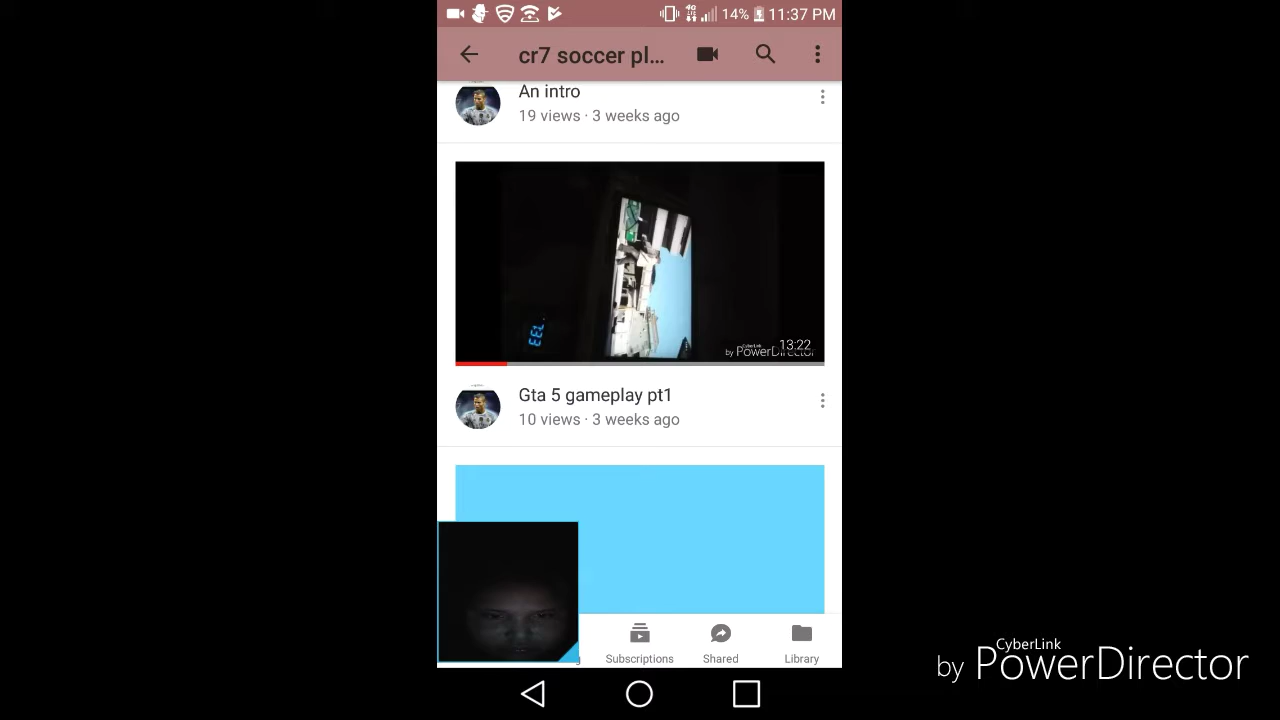 14% 11:37 PM
cr7 soccer pl...
An intro
19 views · 3 weeks ago
CyberLink
by PowerDirector
13:22
Gta 5 gameplay pt1
10 views · 3 weeks ago
Subscriptions
Shared
Library
CyberLink
by PowerDirector